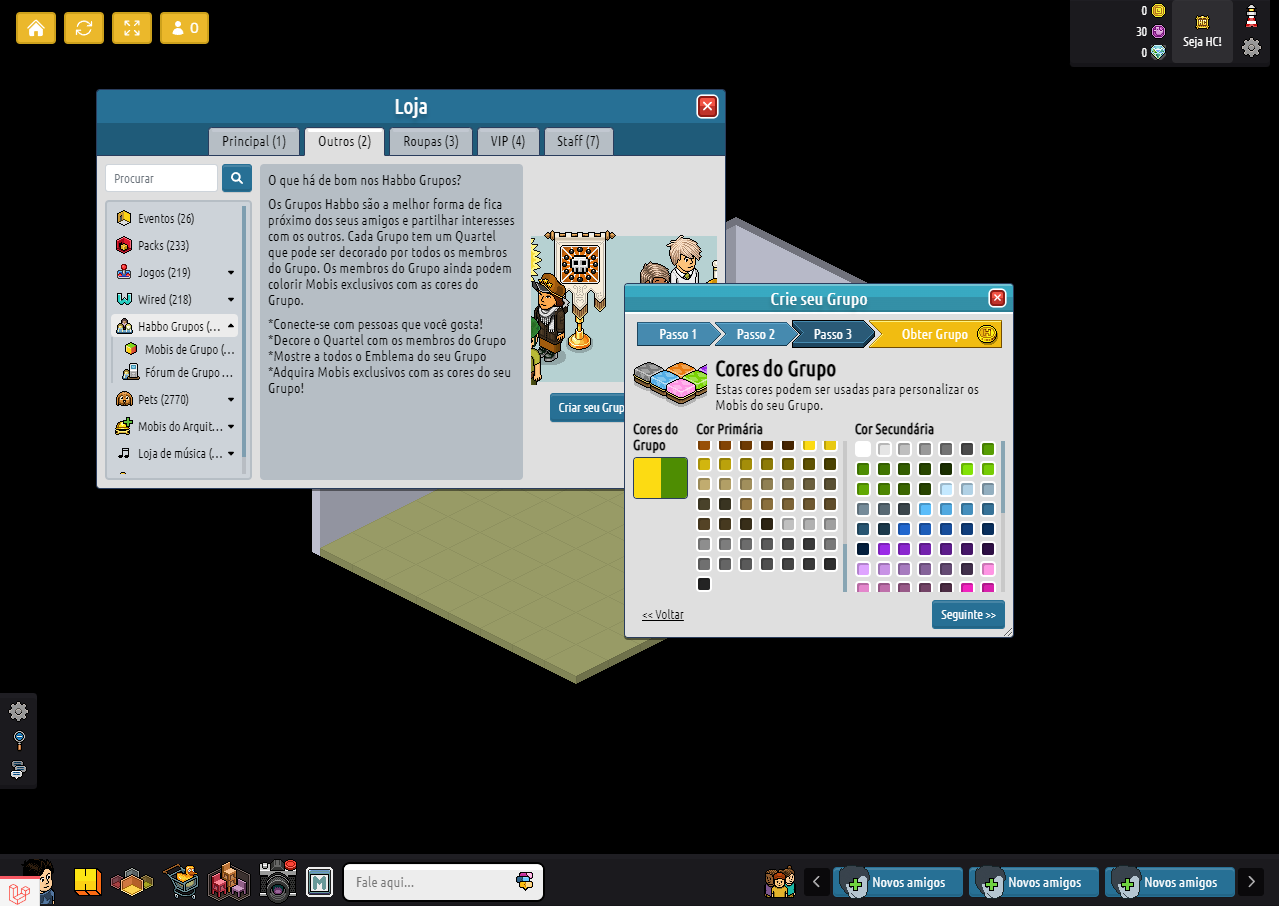 0
0
30
0
Seja HC!
Loja
Principal (1)
Outros (2)
Roupas (3)
VIP (4)
Staff (7)
Procurar
Eventos (26)
Packs (233)
Jogos (219)
Wired (218)
Habbo Grupos (...
Mobis de Grupo (...
Fórum de Grupo ...
Pets (2770)
Mobis do Arquit...
Loja de música (...
O que há de bom nos Habbo Grupos?
Os Grupos Habbo são a melhor forma de fica
próximo dos seus amigos e partilhar interesses
com os outros. Cada Grupo tem um Quartel
que pode ser decorado por todos os membros
do Grupo. Os membros do Grupo ainda podem
colorir Mobis exclusivos com as cores do
Grupo.
*Conecte-se com pessoas que você gosta!
*Decore o Quartel com os membros do Grupo
*Mostre a todos o Emblema do seu Grupo
*Adquira Mobis exclusivos com as cores do seu
Grupo!
Criar seu Grup
Crie seu Grupo
Passo 1
Passo 2
Passo 3
Obter Grupo
Cores do Grupo
Estas cores podem ser usadas para personalizar os
Mobis do seu Grupo.
Cores do
Grupo
Cor Primária
Cor Secundária
<< Voltar
Seguinte >>
Fale aqui...
Novos amigos
Novos amigos
Novos amigos